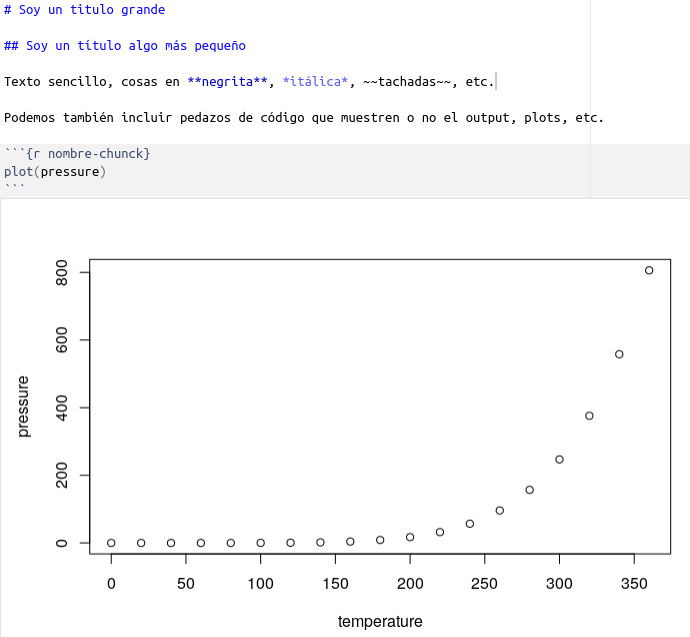 # Soy un titulo grande
## Soy un título algo más pequeño
Texto sencillo, cosas en **negrita**, *itálica*, ~~tachadas~~, etc.
Podemos también incluir pedazos de código que muestren o no el output, plots, etc.
```{r nombre-chunck}
plot(pressure)
```
800
600
400
200
0
pressure
0 50 100 150 200 250 300 350
temperature